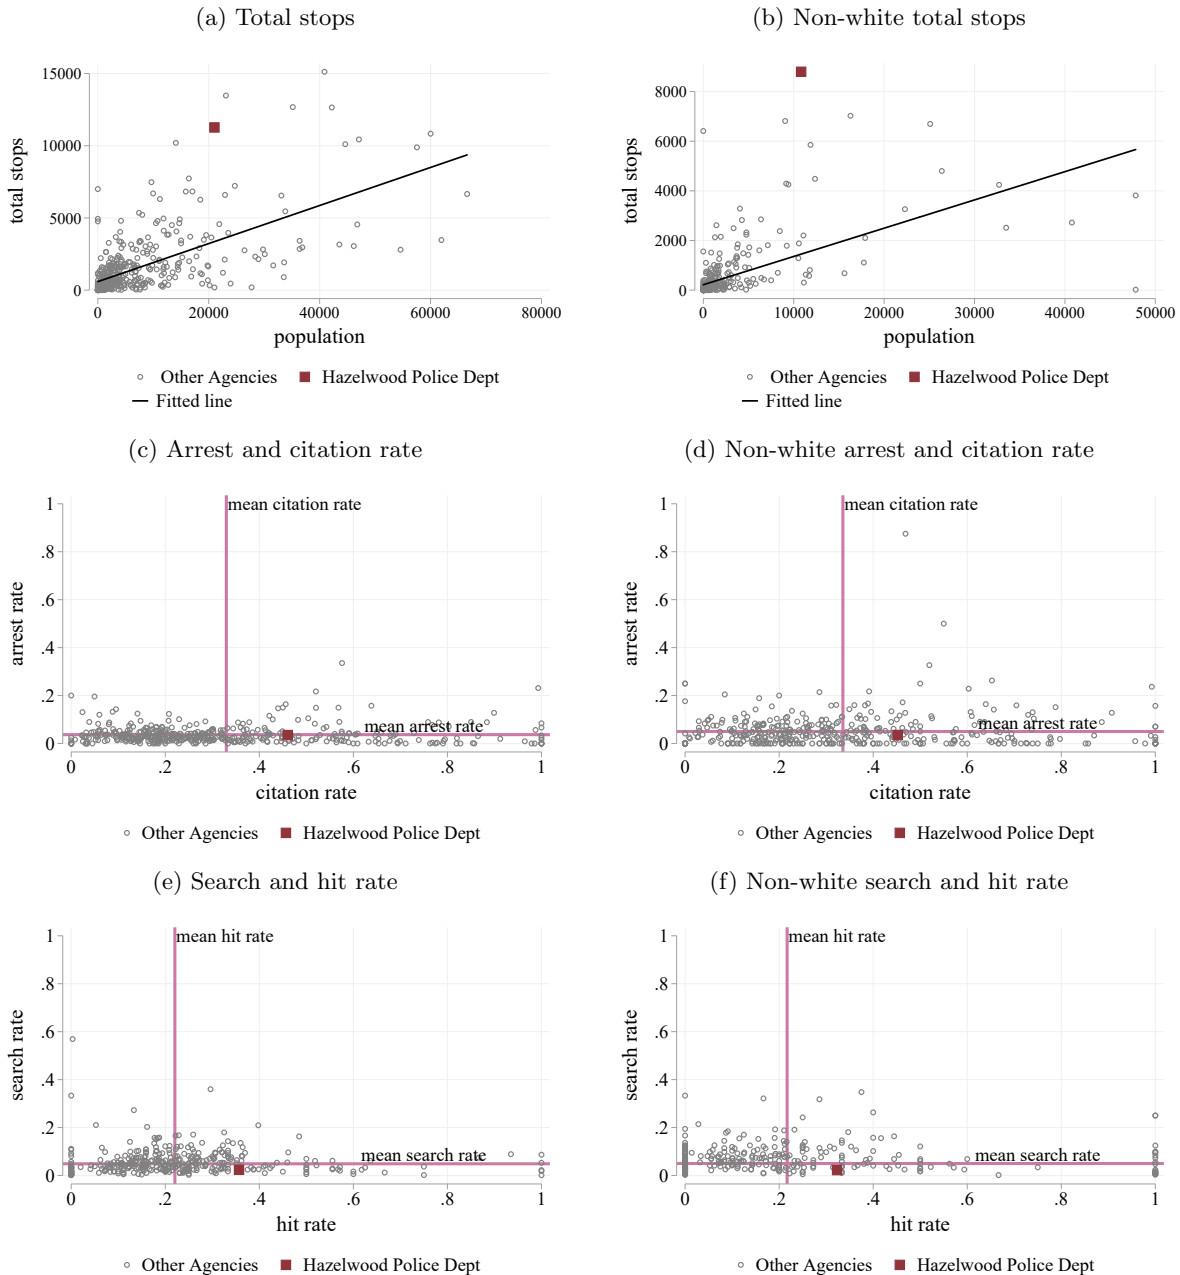 (a) Total stops
(b) Non-white total stops
15000
10000
5000
0
total stops
0 20000 40000 60000 80000
population
Other Agencies Hazelwood Police Dept
Fitted line
8000
6000
4000
2000
0
total stops
0 10000 20000 30000 40000 50000
population
Other Agencies Hazelwood Police Dept
Fitted line
(c) Arrest and citation rate
(d) Non-white arrest and citation rate
1
.8
.6
.4
.2
0
arrest rate
mean citation rate
mean arrest rate
0 .2 .4 .6 .8 1
citation rate
Other Agencies Hazelwood Police Dept
1
.8
.6
.4
.2
0
arrest rate
mean citation rate
mean arrest rate
0 .2 .4 .6 .8 1
citation rate
Other Agencies Hazelwood Police Dept
(e) Search and hit rate
(f) Non-white search and hit rate
1
.8
.6
.4
.2
0
search rate
mean hit rate
mean search rate
0 .2 .4 .6 .8 1
hit rate
Other Agencies Hazelwood Police Dept
1
.8
.6
.4
.2
0
search rate
mean hit rate
mean search rate
0 .2 .4 .6 .8 1
hit rate
Other Agencies Hazelwood Police Dept